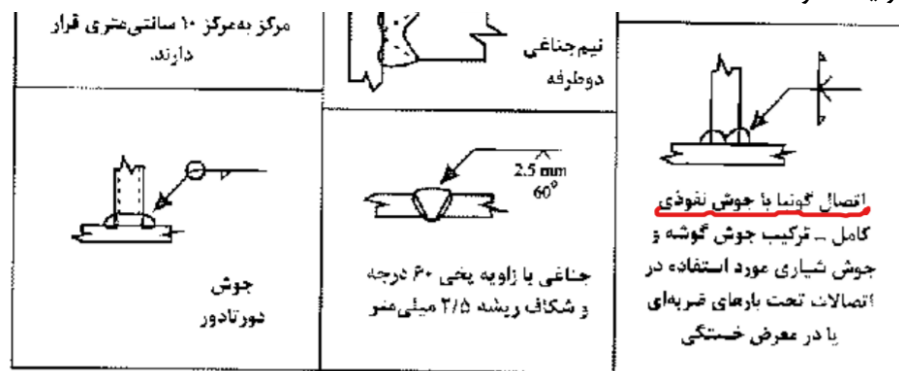 مرکز به‌مرکز ۱۰ سانتی‌متری قرار
دارند.
نیم‌جناغی
دوطرفه
اتصال گونیا با جوش نفوذی
کامل – ترکیب جوش گوشه و
جوش شیاری مورد استفاده در
اتصالات تحت بارهای ضربه‌ای
یا در معرض خستگی
2.5 mm
60°
جناغی با زاویه پخی ۶۰ درجه
و شکاف ریشه ۲/۵ میلی‌متر
جوش
دورتادور